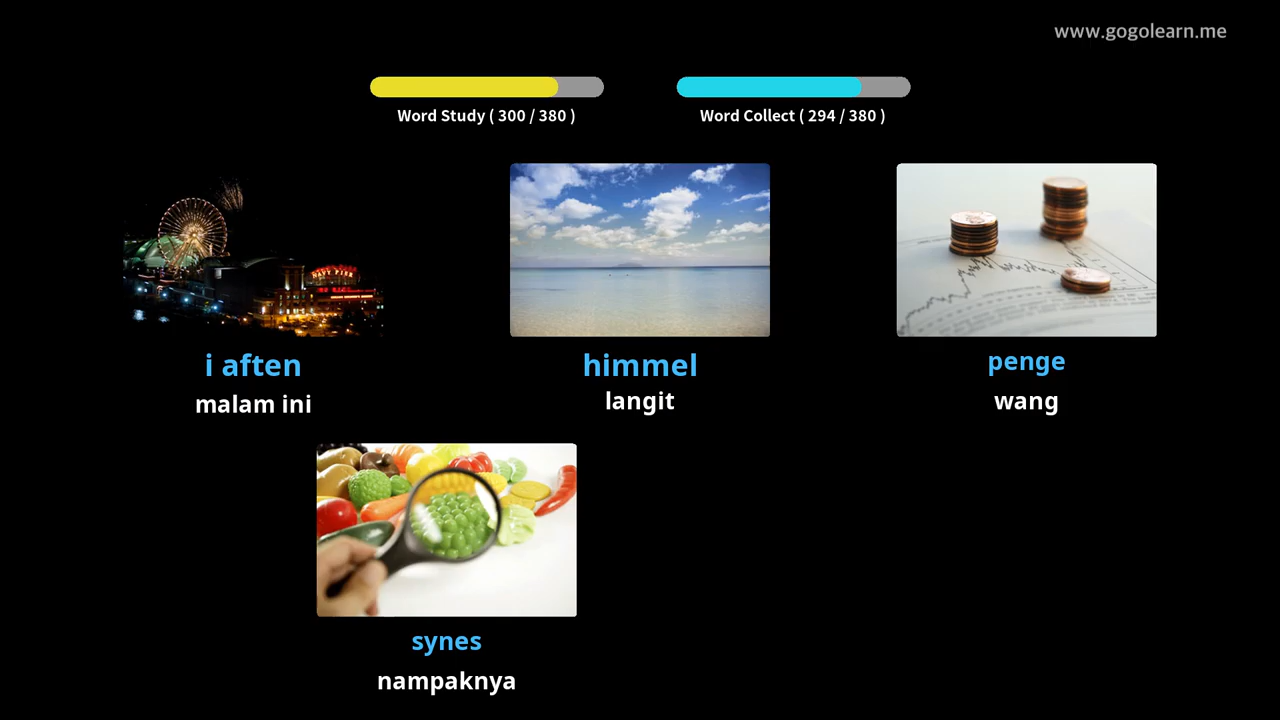 www.gogolearn.me
Word Study ( 300 / 380 )
Word Collect ( 294 / 380 )
i aften
malam ini
himmel
langit
penge
wang
synes
nampaknya